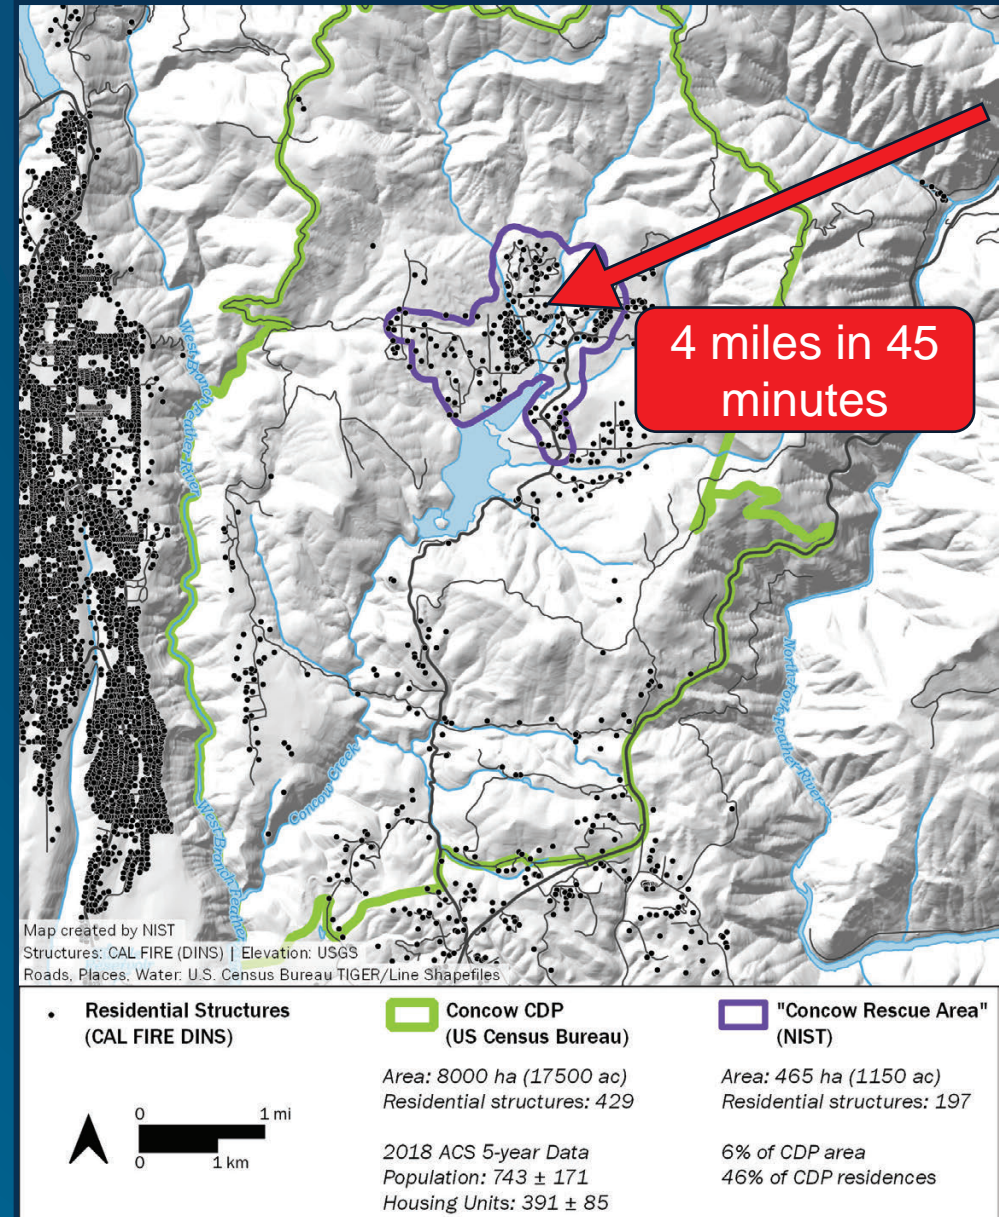 4 miles in 45
minutes
West Branch Feather River
North Fork Feather River
Concow Creek
West Branch Feather
Map created by NIST
Structures: CAL FIRE (DINS) | Elevation: USGS
Roads, Places, Water: U.S. Census Bureau TIGER/Line Shapefiles
Residential Structures
(CAL FIRE DINS)
0 1 mi
0 1 km
Concow CDP
(US Census Bureau)
Area: 8000 ha (17500 ac)
Residential structures: 429
2018 ACS 5-year Data
Population: 743 ± 171
Housing Units: 391 ± 85
"Concow Rescue Area"
(NIST)
Area: 465 ha (1150 ac)
Residential structures: 197
6% of CDP area
46% of CDP residences